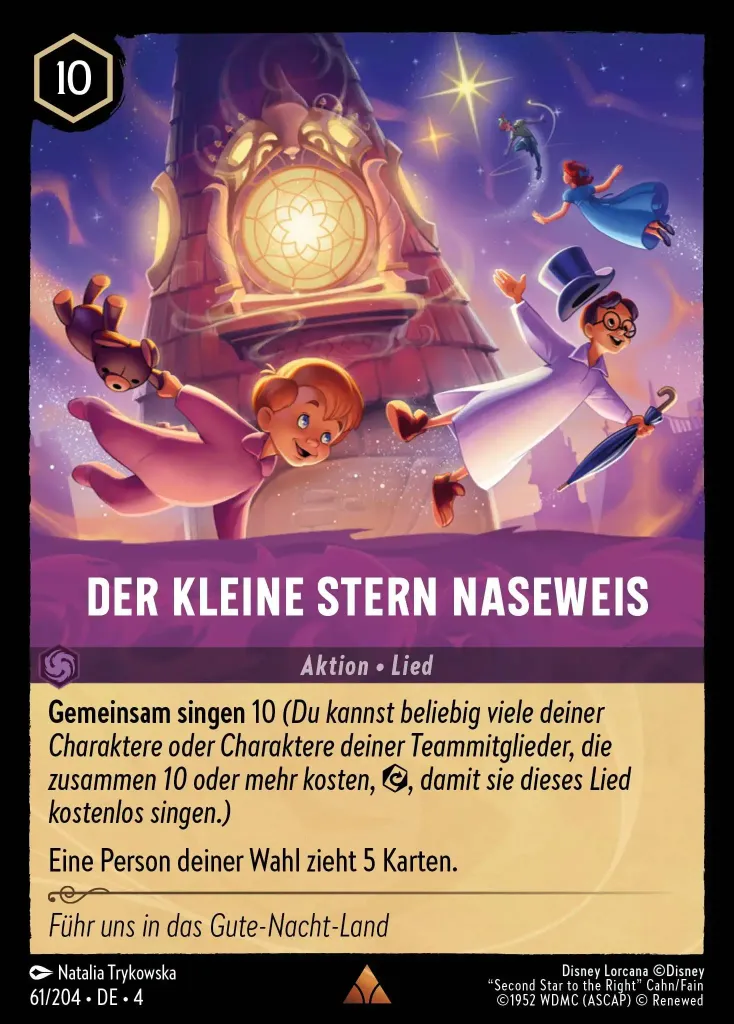 10
DER KLEINE STERN NASEWEIS
Aktion • Lied
Gemeinsam singen 10 (Du kannst beliebig viele deiner
Charaktere oder Charaktere deiner Teammitglieder, die
zusammen 10 oder mehr kosten, , damit sie dieses Lied
kostenlos singen.)
Eine Person deiner Wahl zieht 5 Karten.
Führ uns in das Gute-Nacht-Land
Natalia Trykowska
61/204 • DE • 4
Disney Lorcana ©Disney
“Second Star to the Right” Cahn/Fain
©1952 WDMC (ASCAP) © Renewed